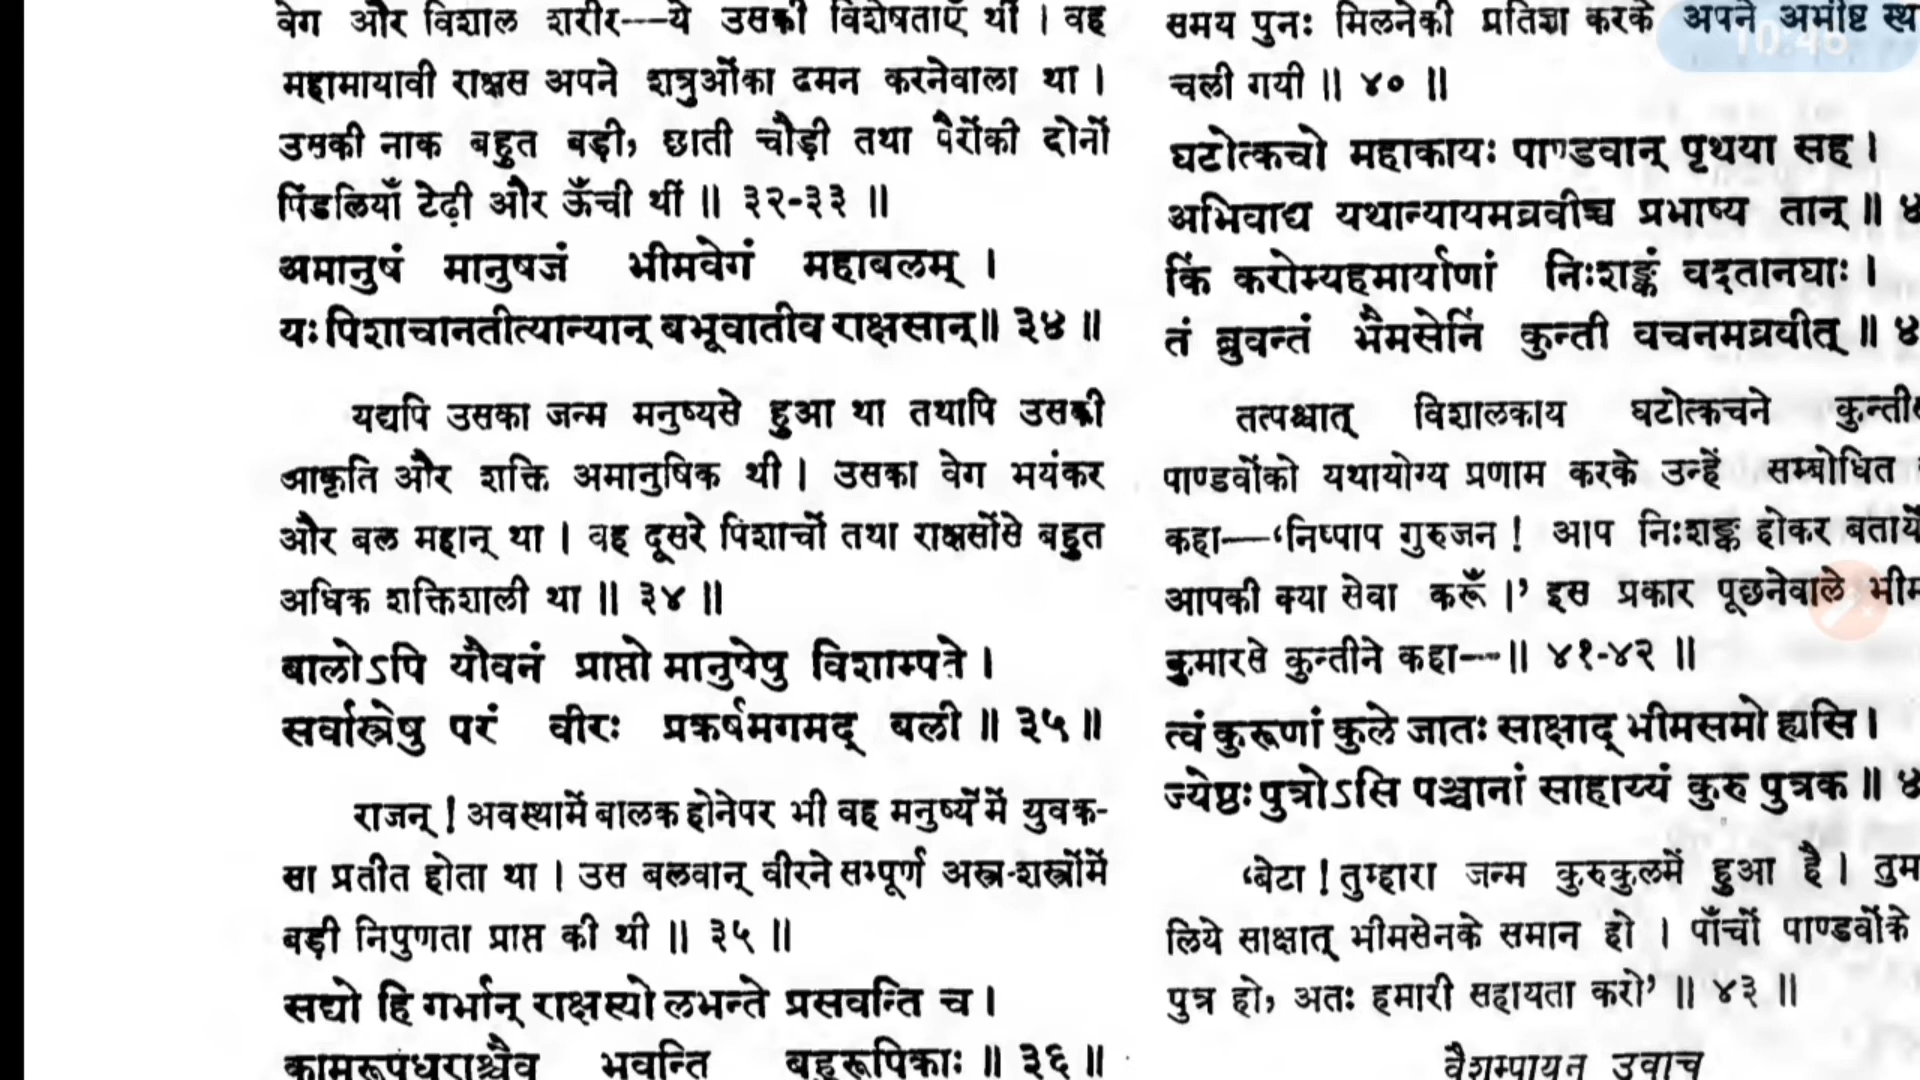 वेग और विशाल शरीर—ये उसकी विशेषताएँ थीं । वह
महामायावी राक्षस अपने शत्रुओंका दमन करनेवाला था ।
उसकी नाक बहुत बड़ी, छाती चौड़ी तथा पैरोंकी दोनों
पिंडलियाँ टेढ़ी और ऊँची थीं ॥ ३२-३३ ॥
अमानुषं मानुषजं भीमवेगं महाबलम् ।
यः पिशाचानतीत्यान्यान् बभूवातीव राक्षसान्॥ ३४ ॥
यद्यपि उसका जन्म मनुष्यसे हुआ था तथापि उसकी
आकृति और शक्ति अमानुषिक थी । उसका वेग भयंकर
और बल महान् था । वह दूसरे पिशाचों तथा राक्षसोंसे बहुत
अधिक शक्तिशाली था ॥ ३४ ॥
बालोऽपि यौवनं प्राप्तो मानुषेषु विशाम्पते ।
सर्वास्त्रेषु परं वीरः प्रकर्षमगमद् बली ॥ ३५ ॥
राजन् ! अवस्थामें बालक होनेपर भी वह मनुष्योंमें युवक-
सा प्रतीत होता था । उस बलवान् वीरने सम्पूर्ण अस्त्र-शस्त्रोंमें
बड़ी निपुणता प्राप्त की थी ॥ ३५ ॥
सद्यो हि गर्भान् राक्षस्यो लभन्ते प्रसवन्ति च ।
कामरूपधराश्चैव भवन्ति बहुरूपिकाः ॥ ३६ ॥
समय पुनः मिलनेकी प्रतिज्ञा करके अपने अभीष्ट स्थ
चली गयी ॥ ४० ॥
घटोत्कचो महाकायः पाण्डवान् पृथया सह ।
अभिवाद्य यथान्यायमब्रवीच्च प्रभाष्य तान् ॥ ४
किं करोम्यहमार्याणां निःशङ्कं वदतानघाः ।
तं ब्रुवन्तं भैमसेनिं कुन्ती वचनमब्रवीत् ॥ ४
तत्पश्चात् विशालकाय घटोत्कचने कुन्तीस
पाण्डवोंको यथायोग्य प्रणाम करके उन्हें सम्बोधित
कहा—‘निष्पाप गुरुजन ! आप निःशङ्क होकर बतायें
आपकी क्या सेवा करूँ ।’ इस प्रकार पूछनेवाले भीम
कुमारसे कुन्तीने कहा—॥ ४१-४२ ॥
त्वं कुरूणां कुले जातः साक्षाद् भीमसमो ह्यसि ।
ज्येष्ठः पुत्रोऽसि पञ्चानां साहाय्यं कुरु पुत्रक ॥ ४
‘बेटा ! तुम्हारा जन्म कुरुकुलमें हुआ है । तुम
लिये साक्षात् भीमसेनके समान हो । पाँचों पाण्डवोंके
पुत्र हो, अतः हमारी सहायता करो’ ॥ ४३ ॥
वैशम्पायन उवाच
10:46